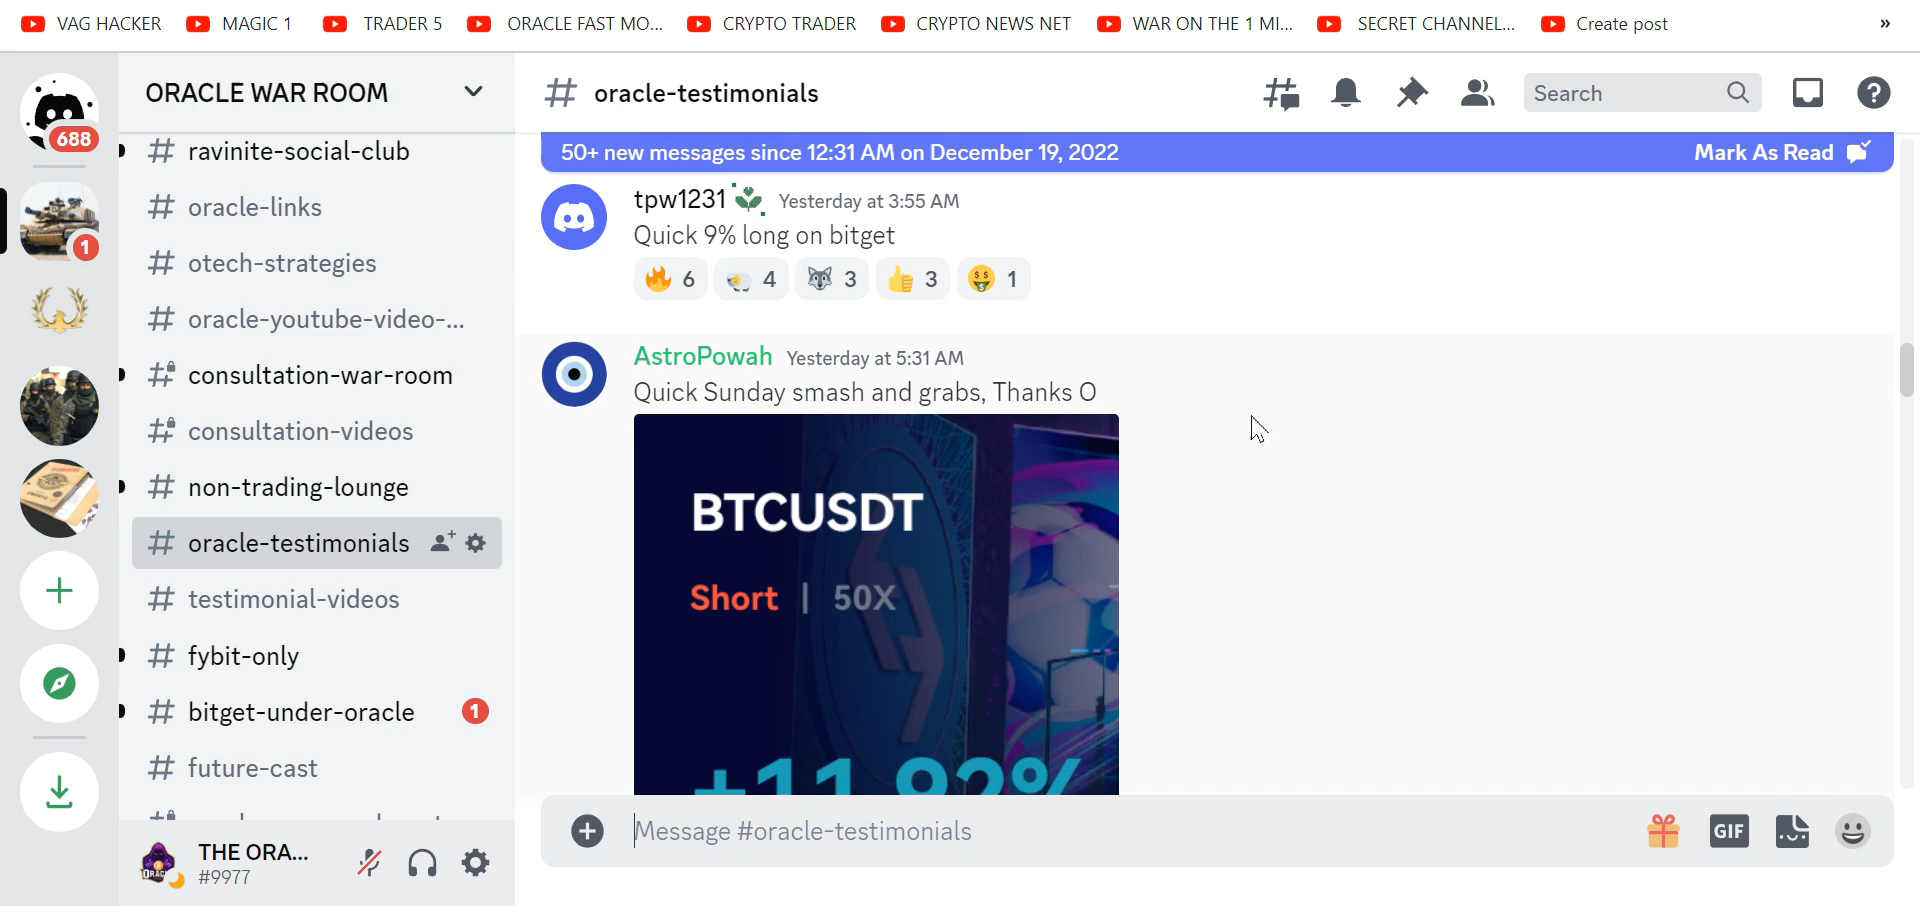 VAG HACKER
MAGIC 1
TRADER 5
ORACLE FAST MO...
CRYPTO TRADER
CRYPTO NEWS NET
WAR ON THE 1 MI...
SECRET CHANNEL...
Create post
»
688
1
ORACLE WAR ROOM
# ravinite-social-club
# oracle-links
# otech-strategies
# oracle-youtube-video-...
# consultation-war-room
# consultation-videos
# non-trading-lounge
# oracle-testimonials
# testimonial-videos
# fybit-only
# bitget-under-oracle 1
# future-cast
THE ORA...
#9977
# oracle-testimonials
Search
50+ new messages since 12:31 AM on December 19, 2022
Mark As Read
tpw1231 Yesterday at 3:55 AM
Quick 9% long on bitget
6 4 3 3 1
AstroPowah Yesterday at 5:31 AM
Quick Sunday smash and grabs, Thanks O
BTCUSDT
Short | 50X
+11.92%
Message #oracle-testimonials
GIF